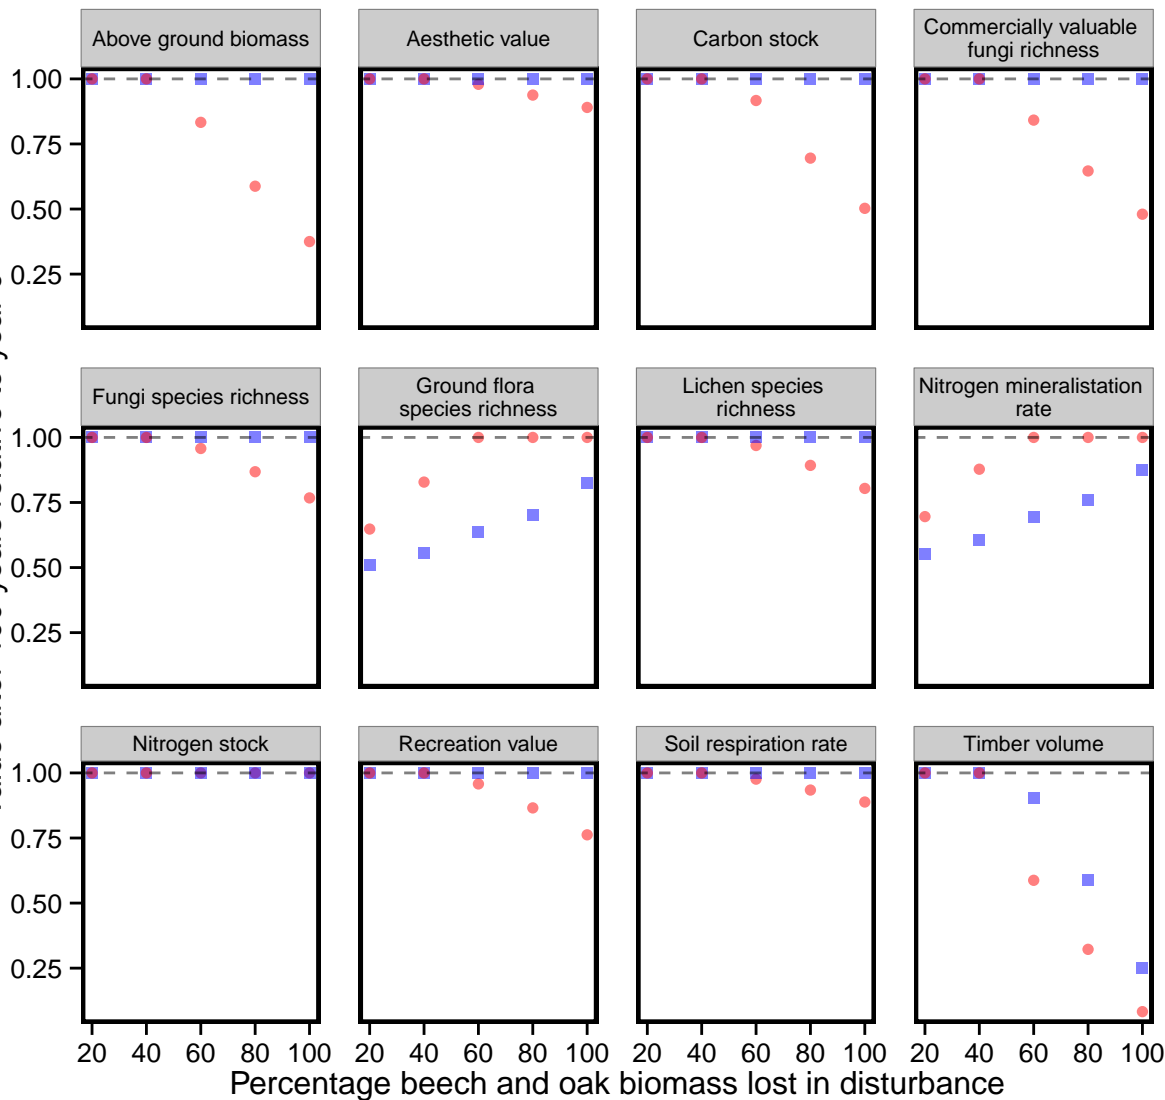 Above ground biomass
Aesthetic value
Carbon stock
Commercially valuable
fungi richness
1.00
0.75
0.50
0.25
Fungi species richness
Ground flora
species richness
Lichen species
richness
Nitrogen mineralistation
rate
1.00
0.75
0.50
0.25
Nitrogen stock
Recreation value
Soil respiration rate
Timber volume
1.00
0.75
0.50
0.25
20 40 60 80 100 20 40 60 80 100 20 40 60 80 100 20 40 60 80 100
Percentage beech and oak biomass lost in disturbance